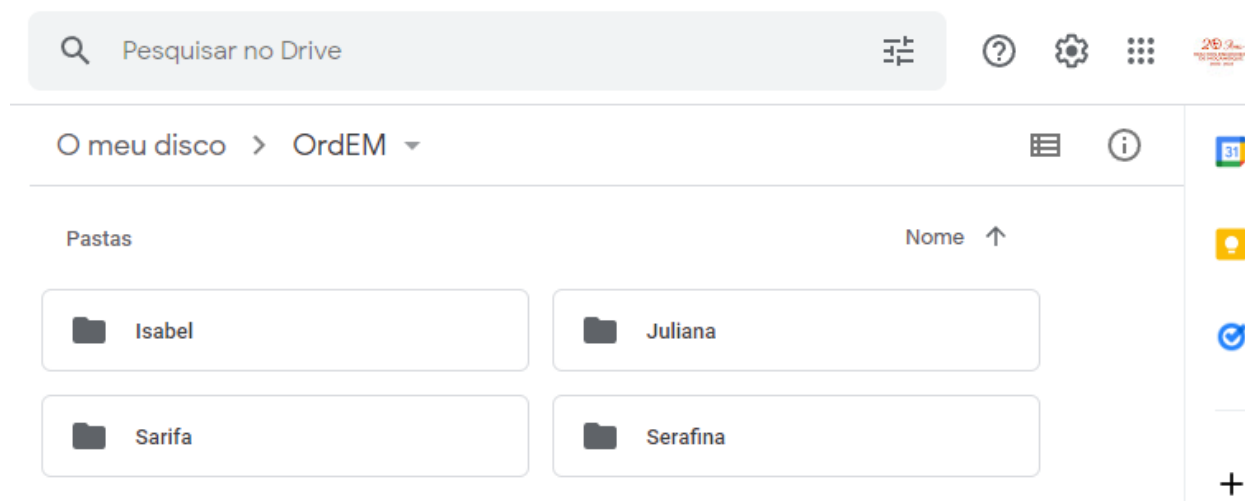 Pesquisar no Drive
O meu disco > OrdEM
Pastas
Nome
Isabel
Juliana
Sarifa
Serafina
31